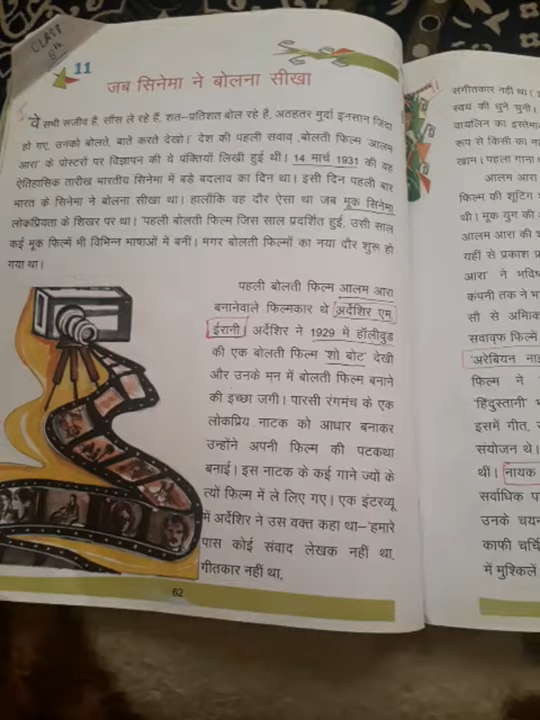 CLASS
8th
11
जब सिनेमा ने बोलना सीखा
वे सभी सजीव हैं, साँस ले रहे हैं, शत–प्रतिशत बोल रहे हैं, अठहतर मुर्दा इनसान जिंदा
हो गए, उनको बोलते, बातें करते देखो।' देश की पहली सवाक् ,बोलती फिल्म 'आलम
आरा' के पोस्टरों पर विज्ञापन की ये पंक्तियाँ लिखी हुई थीं। 14 मार्च 1931 की वह
ऐतिहासिक तारीख भारतीय सिनेमा में बड़े बदलाव का दिन था। इसी दिन पहली बार
भारत के सिनेमा ने बोलना सीखा था। हालाँकि वह दौर ऐसा था जब मूक सिनेमा
लोकप्रियता के शिखर पर था। 'पहली बोलती फिल्म जिस साल प्रदर्शित हुई, उसी साल
कई मूक फिल्में भी विभिन्न भाषाओं में बनीं। मगर बोलती फिल्मों का नया दौर शुरू हो
गया था।
पहली बोलती फिल्म आलम आरा
बनानेवाले फिल्मकार थे अर्देशिर एम.
ईरानी। अर्देशिर ने 1929 में हॉलीवुड
की एक बोलती फिल्म 'शो बोट' देखी
और उनके मन में बोलती फिल्म बनाने
की इच्छा जगी। पारसी रंगमंच के एक
लोकप्रिय नाटक को आधार बनाकर
उन्होंने अपनी फिल्म की पटकथा
बनाई। इस नाटक के कई गाने ज्यों के
त्यों फिल्म में ले लिए गए। एक इंटरव्यू
में अर्देशिर ने उस वक्त कहा था–'हमारे
पास कोई संवाद लेखक नहीं था,
गीतकार नहीं था,
62
संगीतकार नहीं था।
स्वयं की धुनें चुनीं।
वायलिन का इस्तेमा
रूप से किसी का ना
खान। पहला गाना
आलम आरा
फिल्म की शूटिंग
थी। मूक युग की
आलम आरा की श
यहीं से प्रकाश प्र
आरा' ने भविष
कंपनी तक ने भ
सौ से अधिक
सवाक्फ फिल्में
'अरेबियन नाइ
फिल्म ने
'हिंदुस्तानी'
इसमें गीत,
संयोजन थे।
थीं। नायक
सर्वाधिक पा
उनके चयन
काफी चर्चि
में मुश्किलें